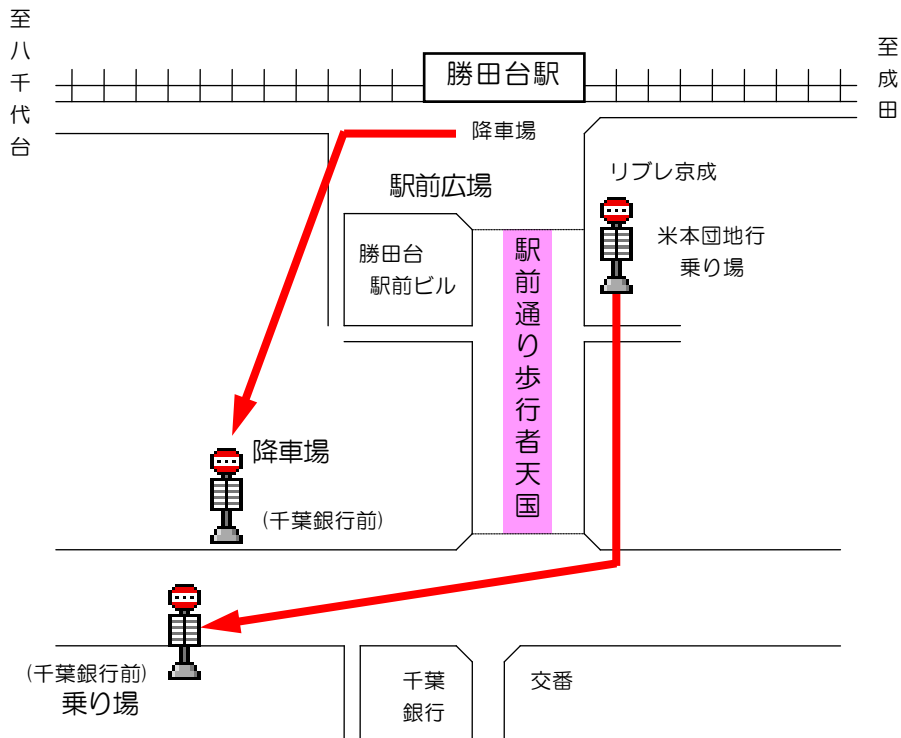 至八千代台
勝田台駅
至成田
降車場
駅前広場
リブレ京成
米本団地行
乗り場
勝田台
駅前ビル
駅前通り歩行者天国
降車場
(千葉銀行前)
(千葉銀行前)
乗り場
千葉
銀行
交番